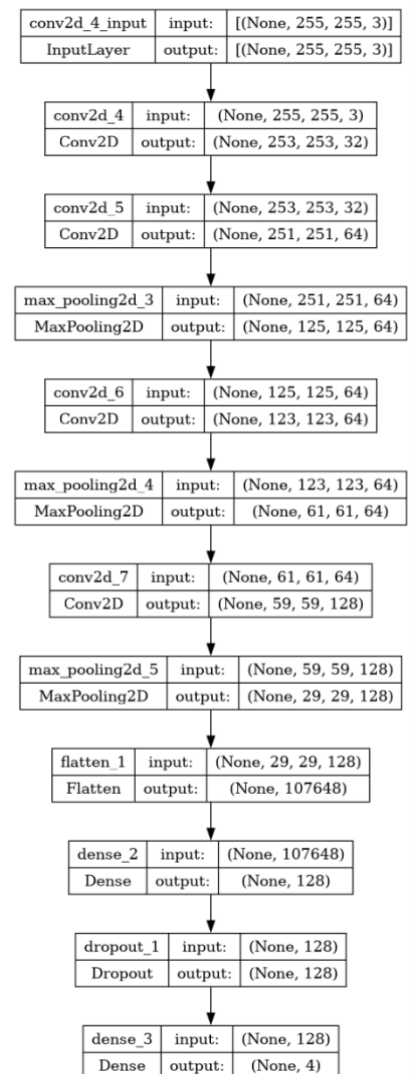 conv2d_4_input input: [(None, 255, 255, 3)]
InputLayer output: [(None, 255, 255, 3)]
conv2d_4 input: (None, 255, 255, 3)
Conv2D output: (None, 253, 253, 32)
conv2d_5 input: (None, 253, 253, 32)
Conv2D output: (None, 251, 251, 64)
max_pooling2d_3 input: (None, 251, 251, 64)
MaxPooling2D output: (None, 125, 125, 64)
conv2d_6 input: (None, 125, 125, 64)
Conv2D output: (None, 123, 123, 64)
max_pooling2d_4 input: (None, 123, 123, 64)
MaxPooling2D output: (None, 61, 61, 64)
conv2d_7 input: (None, 61, 61, 64)
Conv2D output: (None, 59, 59, 128)
max_pooling2d_5 input: (None, 59, 59, 128)
MaxPooling2D output: (None, 29, 29, 128)
flatten_1 input: (None, 29, 29, 128)
Flatten output: (None, 107648)
dense_2 input: (None, 107648)
Dense output: (None, 128)
dropout_1 input: (None, 128)
Dropout output: (None, 128)
dense_3 input: (None, 128)
Dense output: (None, 4)